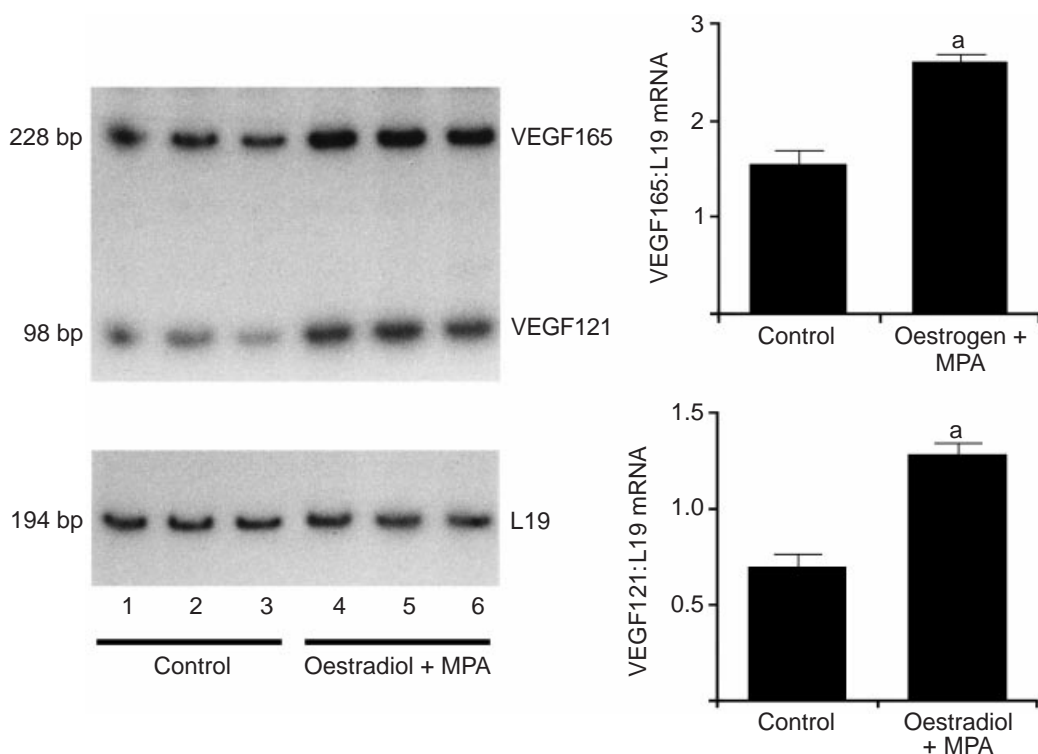 228 bp
VEGF165
98 bp
VEGF121
194 bp
L19
1 2 3 4 5 6
Control
Oestradiol + MPA
VEGF165:L19 mRNA
3
2
1
a
Control
Oestrogen +
MPA
VEGF121:L19 mRNA
1.5
1.0
0.5
a
Control
Oestradiol
+ MPA